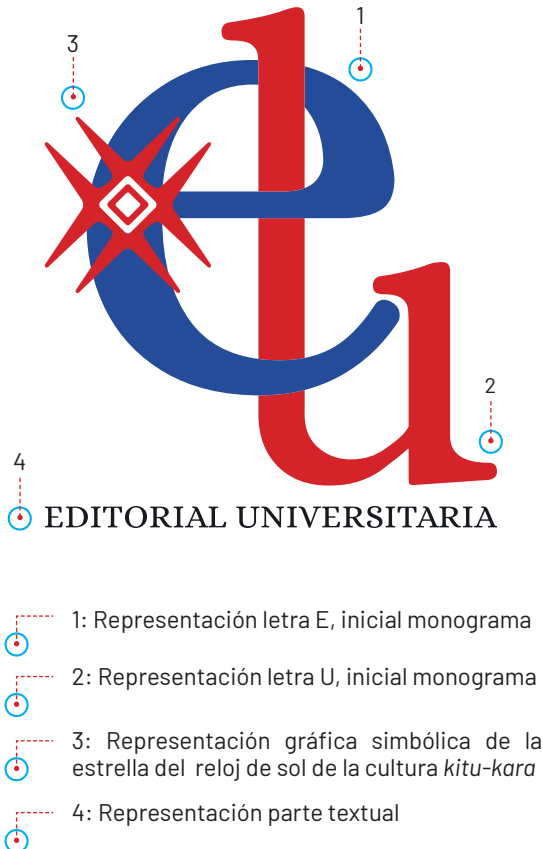 1
3
2
4
EDITORIAL UNIVERSITARIA
1: Representación letra E, inicial monograma
2: Representación letra U, inicial monograma
3: Representación gráfica simbólica de la
estrella del reloj de sol de la cultura kitu-kara
4: Representación parte textual